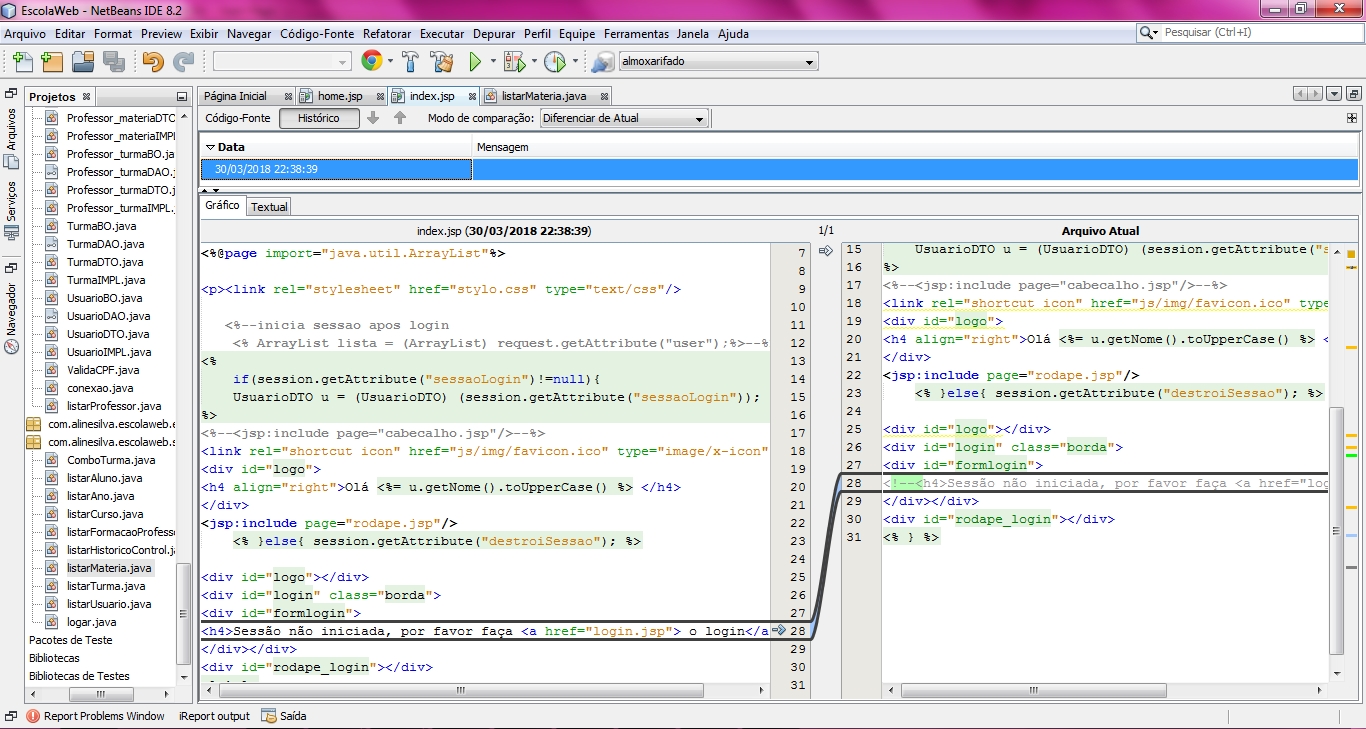 EscolaWeb - NetBeans IDE 8.2
Arquivo Editar Format Preview Exibir Navegar Código-Fonte Refatorar Executar Depurar Perfil Equipe Ferramentas Janela Ajuda
Pesquisar (Ctrl+I)
almoxarifado
Arquivos
Serviços
Navegador
Projetos
Professor_materiaDTO
Professor_materiaIMPL
Professor_turmaBO.ja
Professor_turmaDAO.
Professor_turmaDTO.
Professor_turmaIMPL.
TurmaBO.java
TurmaDAO.java
TurmaDTO.java
TurmaIMPL.java
UsuarioBO.java
UsuarioDAO.java
UsuarioDTO.java
UsuarioIMPL.java
ValidaCPF.java
conexao.java
listarProfessor.java
com.alinesilva.escolaweb.e
com.alinesilva.escolaweb.s
ComboTurma.java
listarAluno.java
listarAno.java
listarCurso.java
listarFormacaoProfesso
listarHistoricoControl.ja
listarMateria.java
listarTurma.java
listarUsuario.java
logar.java
Pacotes de Teste
Bibliotecas
Bibliotecas de Testes
Página Inicial home.jsp index.jsp listarMateria.java
Código-Fonte Histórico Modo de comparação: Diferenciar de Atual
Data Mensagem
30/03/2018 22:38:39
Gráfico Textual
index.jsp (30/03/2018 22:38:39) 1/1 Arquivo Atual
<%@page import="java.util.ArrayList"%> 7
8
<p><link rel="stylesheet" href="stylo.css" type="text/css"/> 9
10
<%--inicia sessao apos login 11
<% ArrayList lista = (ArrayList) request.getAttribute("user");%>--% 12
<% 13
if(session.getAttribute("sessaoLogin")!=null){ 14
UsuarioDTO u = (UsuarioDTO) (session.getAttribute("sessaoLogin")); 15
%> 16
<%--<jsp:include page="cabecalho.jsp"/>--%> 17
<link rel="shortcut icon" href="js/img/favicon.ico" type="image/x-icon" 18
<div id="logo"> 19
<h4 align="right">Olá <%= u.getNome().toUpperCase() %> </h4> 20
</div> 21
<jsp:include page="rodape.jsp"/> 22
<% }else{ session.getAttribute("destroiSessao"); %> 23
24
<div id="logo"></div> 25
<div id="login" class="borda"> 26
<div id="formlogin"> 27
<h4>Sessão não iniciada, por favor faça <a href="login.jsp"> o login</a 28
</div></div> 29
<div id="rodape_login"></div> 30
31
15 UsuarioDTO u = (UsuarioDTO) (session.getAttribute("s
16 %>
17 <%--<jsp:include page="cabecalho.jsp"/>--%>
18 <link rel="shortcut icon" href="js/img/favicon.ico" type
19 <div id="logo">
20 <h4 align="right">Olá <%= u.getNome().toUpperCase() %> <
21 </div>
22 <jsp:include page="rodape.jsp"/>
23 <% }else{ session.getAttribute("destroiSessao"); %>
24
25 <div id="logo"></div>
26 <div id="login" class="borda">
27 <div id="formlogin">
28 <!--<h4>Sessão não iniciada, por favor faça <a href="log
29 </div></div>
30 <div id="rodape_login"></div>
31 <% } %>
Report Problems Window iReport output Saída